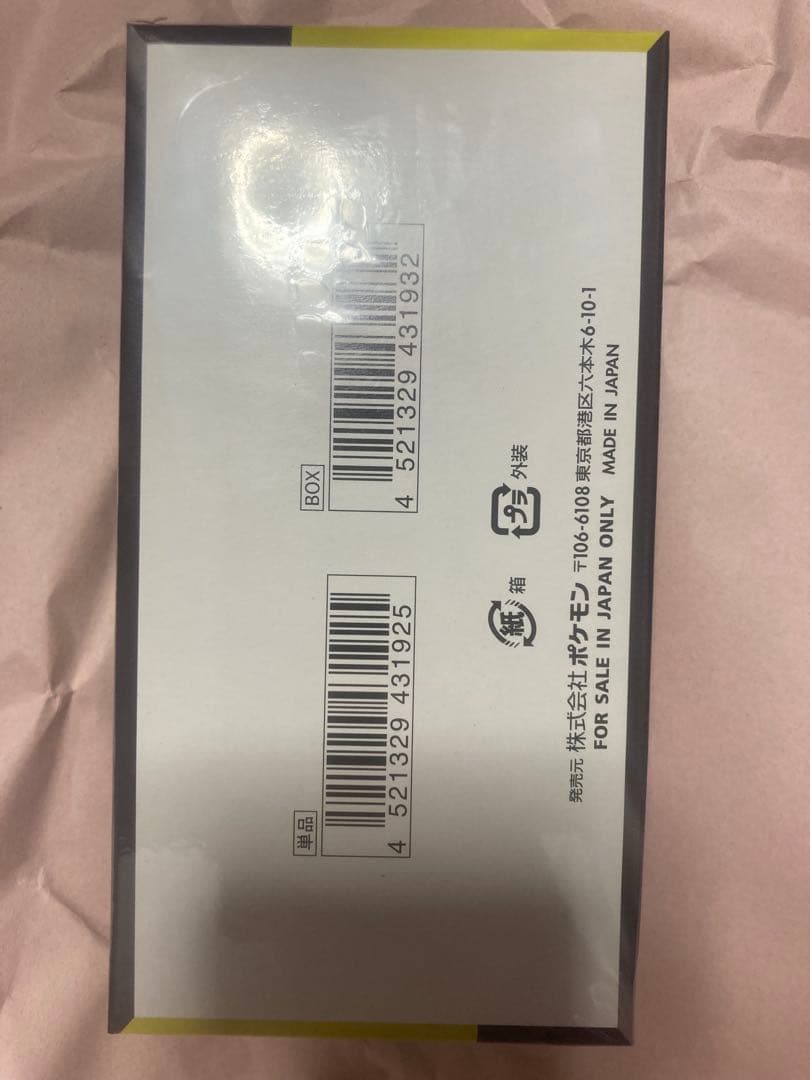 単品
4 521329 431925
BOX
4 521329 431932
紙 箱
プラ 外装
発売元 株式会社 ポケモン 〒106-6108 東京都港区六本木6-10-1
FOR SALE IN JAPAN ONLY MADE IN JAPAN